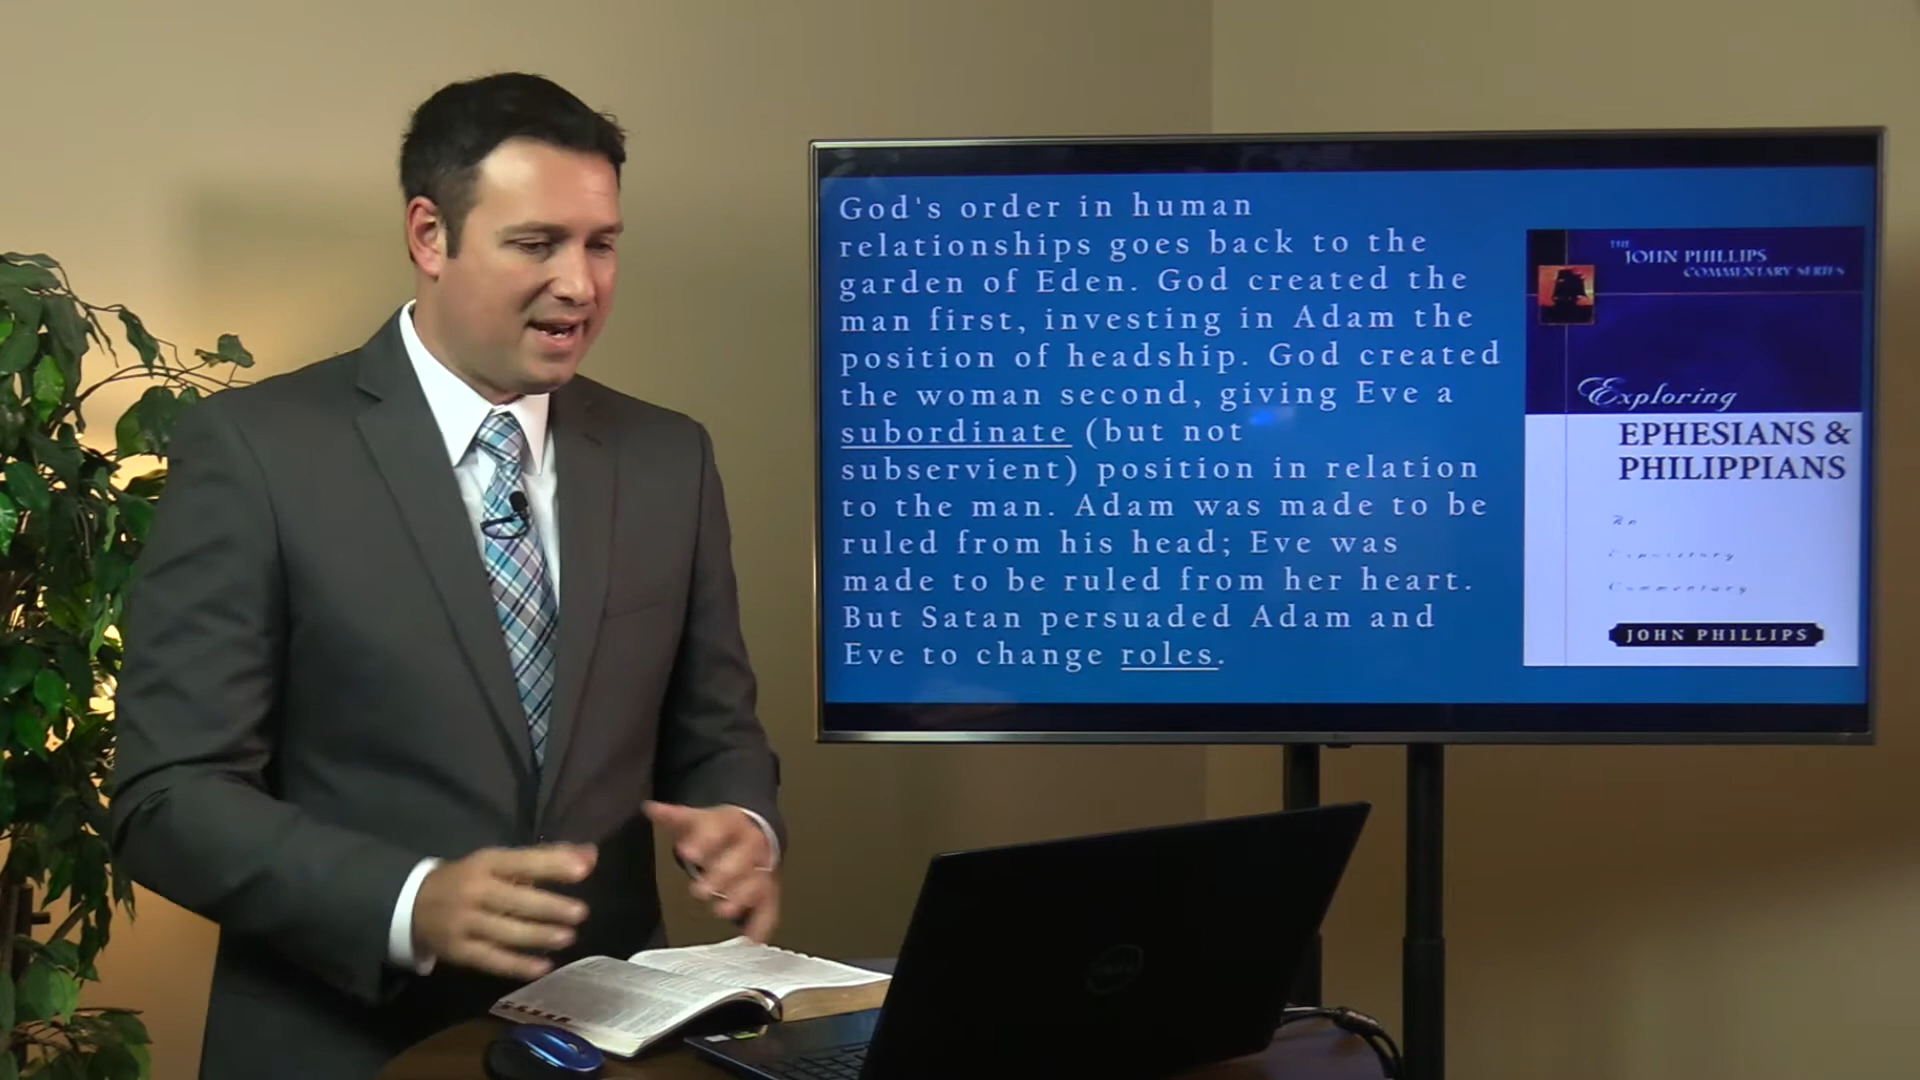 God's order in human
relationships goes back to the
garden of Eden. God created the
man first, investing in Adam the
position of headship. God created
the woman second, giving Eve a
subordinate (but not
subservient) position in relation
to the man. Adam was made to be
ruled from his head; Eve was
made to be ruled from her heart.
But Satan persuaded Adam and
Eve to change roles.
THE
JOHN PHILLIPS
COMMENTARY SERIES
Exploring
EPHESIANS &
PHILIPPIANS
An
Expository
Commentary
JOHN PHILLIPS
DELL